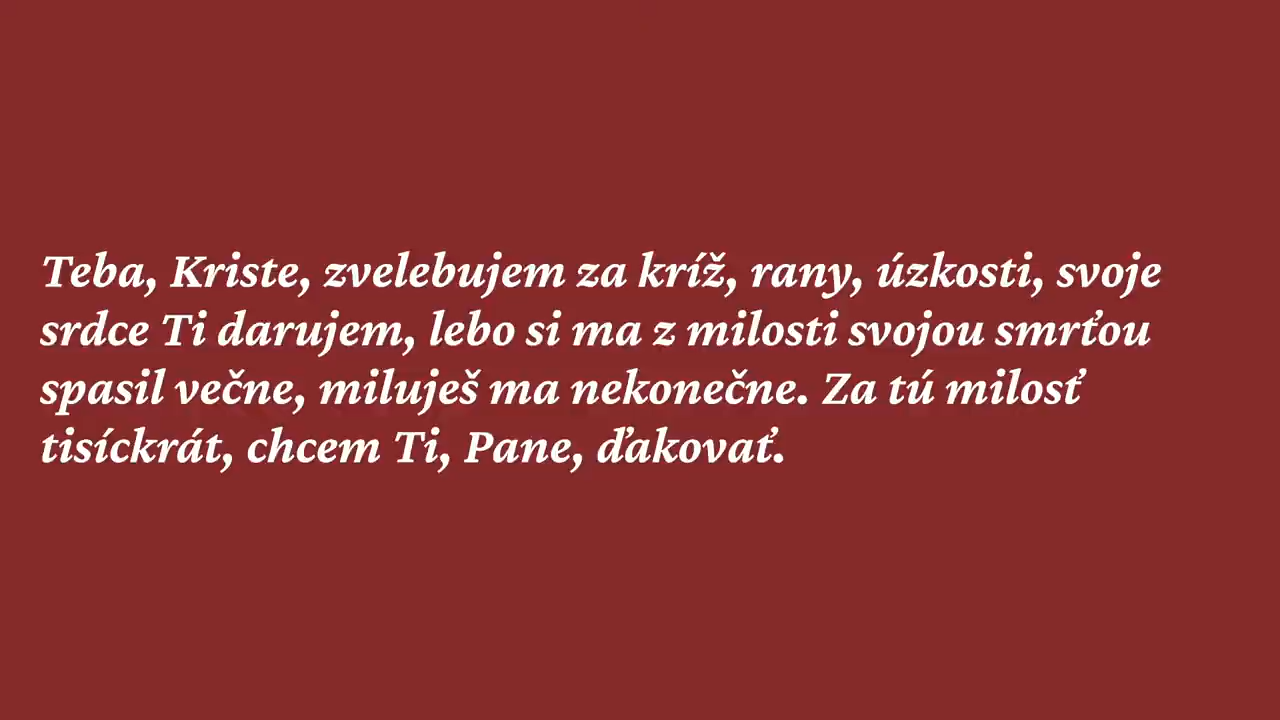 Teba, Kriste, zvelebujem za kríž, rany, úzkosti, svoje
srdce Ti darujem, lebo si ma z milosti svojou smrťou
spasil večne, miluješ ma nekonečne. Za tú milosť
tisíckrát, chcem Ti, Pane, ďakovať.